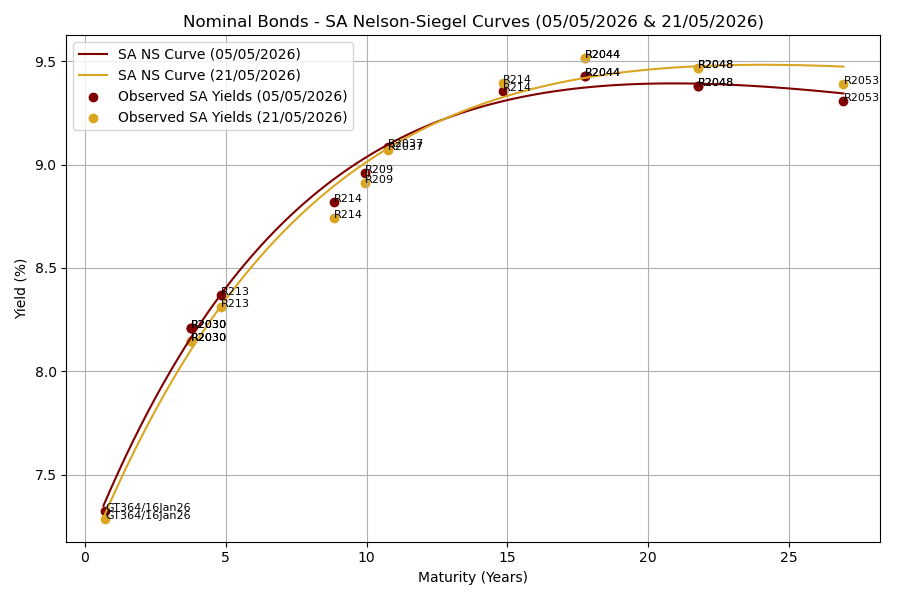 Nominal Bonds - SA Nelson-Siegel Curves (05/05/2026 & 21/05/2026)
SA NS Curve (05/05/2026)
SA NS Curve (21/05/2026)
Observed SA Yields (05/05/2026)
Observed SA Yields (21/05/2026)
Yield (%)
9.5
9.0
8.5
8.0
7.5
GT364/16Jan26
GT364/16Jan26
R2030
R2030
R213
R213
R214
R214
R209
R209
R2037
R2037
R214
R214
R2044
R2044
R2048
R2048
R2053
R2053
0
5
10
15
20
25
Maturity (Years)